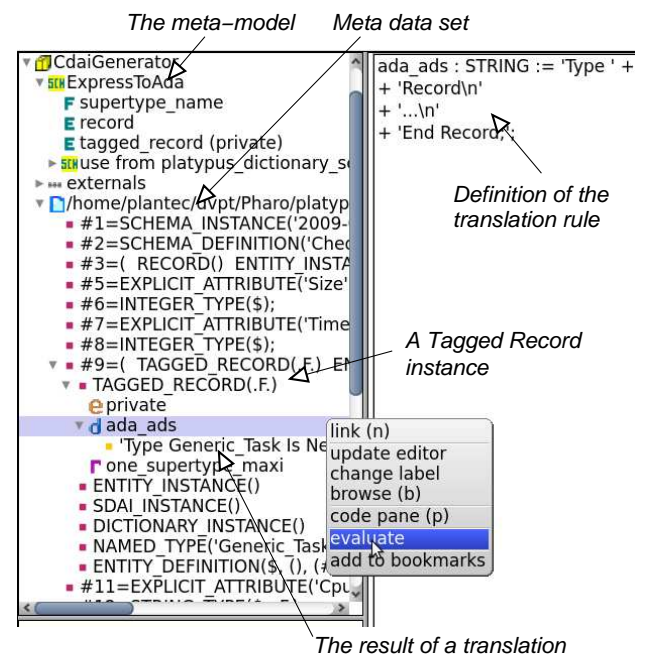 The meta−model
Meta data set
CdaiGenerator
ExpressToAda
F supertype_name
E record
E tagged_record (private)
use from platypus_dictionary_s
externals
/home/plantec/dvpt/Pharo/platyp
#1=SCHEMA_INSTANCE('2009-
#2=SCHEMA_DEFINITION('Chec
#3=( RECORD() ENTITY_INSTA
#5=EXPLICIT_ATTRIBUTE('Size'
#6=INTEGER_TYPE($);
#7=EXPLICIT_ATTRIBUTE('Time
#8=INTEGER_TYPE($);
#9=( TAGGED_RECORD(.F.) EN
TAGGED_RECORD(.F.)
e private
d ada_ads
'Type Generic_Task Is Ne
r one_supertype_maxi
ENTITY_INSTANCE()
SDAI_INSTANCE()
DICTIONARY_INSTANCE()
NAMED_TYPE('Generic_Task
ENTITY_DEFINITION($, (), (#
#11=EXPLICIT_ATTRIBUTE('Cpu
ada_ads : STRING := 'Type ' +
+ 'Record\n'
+ '...\n'
+ 'End Record;';
Definition of the
translation rule
A Tagged Record
instance
link (n)
update editor
change label
browse (b)
code pane (p)
evaluate
add to bookmarks
The result of a translation